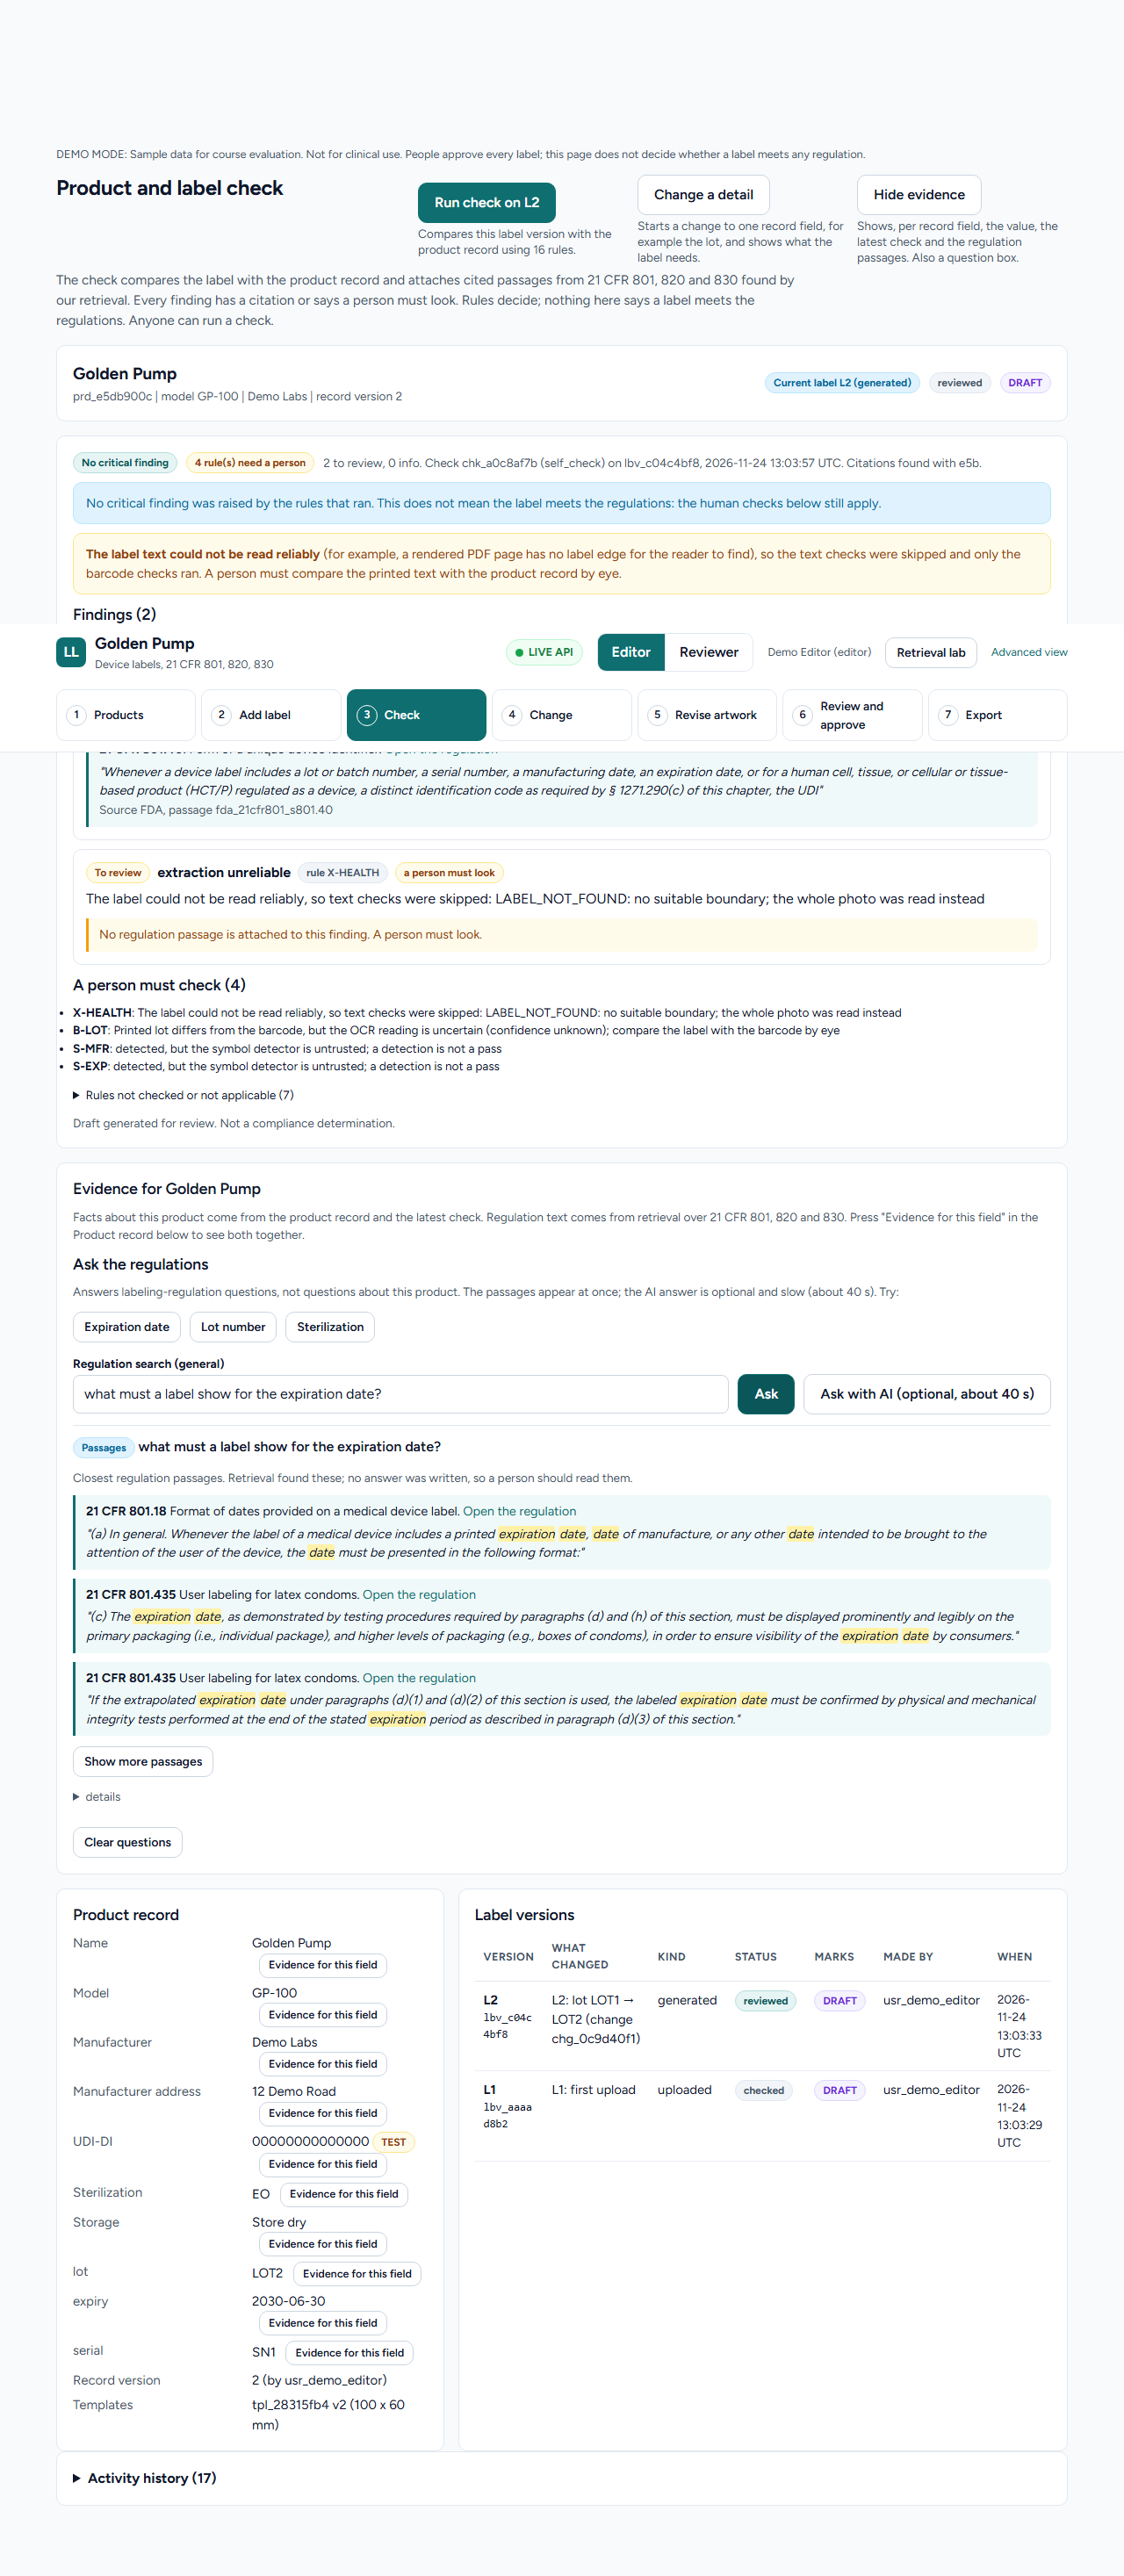 DEMO MODE: Sample data for course evaluation. Not for clinical use. People approve every label; this page does not decide whether a label meets any regulation.
Product and label check
Run check on L2
Compares this label version with the
product record using 16 rules.
Change a detail
Starts a change to one record field, for
example the lot, and shows what the
label needs.
Hide evidence
Shows, per record field, the value, the
latest check and the regulation
passages. Also a question box.
The check compares the label with the product record and attaches cited passages from 21 CFR 801, 820 and 830 found by
our retrieval. Every finding has a citation or says a person must look. Rules decide; nothing here says a label meets the
regulations. Anyone can run a check.
Golden Pump
prd_e5db900c | model GP-100 | Demo Labs | record version 2
Current label L2 (generated) reviewed DRAFT
No critical finding 4 rule(s) need a person 2 to review, 0 info. Check chk_a0c8af7b (self_check) on lbv_c04c4bf8, 2026-11-24 13:03:57 UTC. Citations found with e5b.
No critical finding was raised by the rules that ran. This does not mean the label meets the regulations: the human checks below still apply.
The label text could not be read reliably (for example, a rendered PDF page has no label edge for the reader to find), so the text checks were skipped and only the
barcode checks ran. A person must compare the printed text with the product record by eye.
Findings (2)
LL Golden Pump
Device labels, 21 CFR 801, 820, 830
LIVE API Editor Reviewer Demo Editor (editor) Retrieval lab Advanced view
1 Products
2 Add label
3 Check
4 Change
5 Revise artwork
6 Review and
approve
7 Export
"Whenever a device label includes a lot or batch number, a serial number, a manufacturing date, an expiration date, or for a human cell, tissue, or cellular or tissue-
based product (HCT/P) regulated as a device, a distinct identification code as required by § 1271.290(c) of this chapter, the UDI"
Source FDA, passage fda_21cfr801_s801.40
To review extraction unreliable rule X-HEALTH a person must look
The label could not be read reliably, so text checks were skipped: LABEL_NOT_FOUND: no suitable boundary; the whole photo was read instead
No regulation passage is attached to this finding. A person must look.
A person must check (4)
• X-HEALTH: The label could not be read reliably, so text checks were skipped: LABEL_NOT_FOUND: no suitable boundary; the whole photo was read instead
• B-LOT: Printed lot differs from the barcode, but the OCR reading is uncertain (confidence unknown); compare the label with the barcode by eye
• S-MFR: detected, but the symbol detector is untrusted; a detection is not a pass
• S-EXP: detected, but the symbol detector is untrusted; a detection is not a pass
Rules not checked or not applicable (7)
Draft generated for review. Not a compliance determination.
Evidence for Golden Pump
Facts about this product come from the product record and the latest check. Regulation text comes from retrieval over 21 CFR 801, 820 and 830. Press "Evidence for this field" in the
Product record below to see both together.
Ask the regulations
Answers labeling-regulation questions, not questions about this product. The passages appear at once; the AI answer is optional and slow (about 40 s). Try:
Expiration date Lot number Sterilization
Regulation search (general)
what must a label show for the expiration date?
Ask Ask with AI (optional, about 40 s)
Passages what must a label show for the expiration date?
Closest regulation passages. Retrieval found these; no answer was written, so a person should read them.
21 CFR 801.18 Format of dates provided on a medical device label. Open the regulation
"(a) In general. Whenever the label of a medical device includes a printed expiration date, date of manufacture, or any other date intended to be brought to the
attention of the user of the device, the date must be presented in the following format:"
21 CFR 801.435 User labeling for latex condoms. Open the regulation
"(c) The expiration date, as demonstrated by testing procedures required by paragraphs (d) and (h) of this section, must be displayed prominently and legibly on the
primary packaging (i.e., individual package), and higher levels of packaging (e.g., boxes of condoms), in order to ensure visibility of the expiration date by consumers."
21 CFR 801.435 User labeling for latex condoms. Open the regulation
"If the extrapolated expiration date under paragraphs (d)(1) and (d)(2) of this section is used, the labeled expiration date must be confirmed by physical and mechanical
integrity tests performed at the end of the stated expiration period as described in paragraph (d)(3) of this section."
Show more passages
details
Clear questions
Product record
Name Golden Pump
Evidence for this field
Model GP-100
Evidence for this field
Manufacturer Demo Labs
Evidence for this field
Manufacturer address 12 Demo Road
Evidence for this field
UDI-DI 00000000000000 TEST
Evidence for this field
Sterilization EO Evidence for this field
Storage Store dry
Evidence for this field
lot LOT2 Evidence for this field
expiry 2030-06-30
Evidence for this field
serial SN1 Evidence for this field
Record version 2 (by usr_demo_editor)
Templates tpl_28315fb4 v2 (100 x 60
mm)
Label versions
VERSION WHAT CHANGED KIND STATUS MARKS MADE BY WHEN
L2 L2: lot LOT1 → generated reviewed DRAFT usr_demo_editor 2026-
lbv_c04c LOT2 (change 11-24
4bf8 chg_0c9d40f1) 13:03:33
UTC
L1 L1: first upload uploaded checked DRAFT usr_demo_editor 2026-
lbv_aaaa 11-24
d8b2 13:03:29
UTC
Activity history (17)